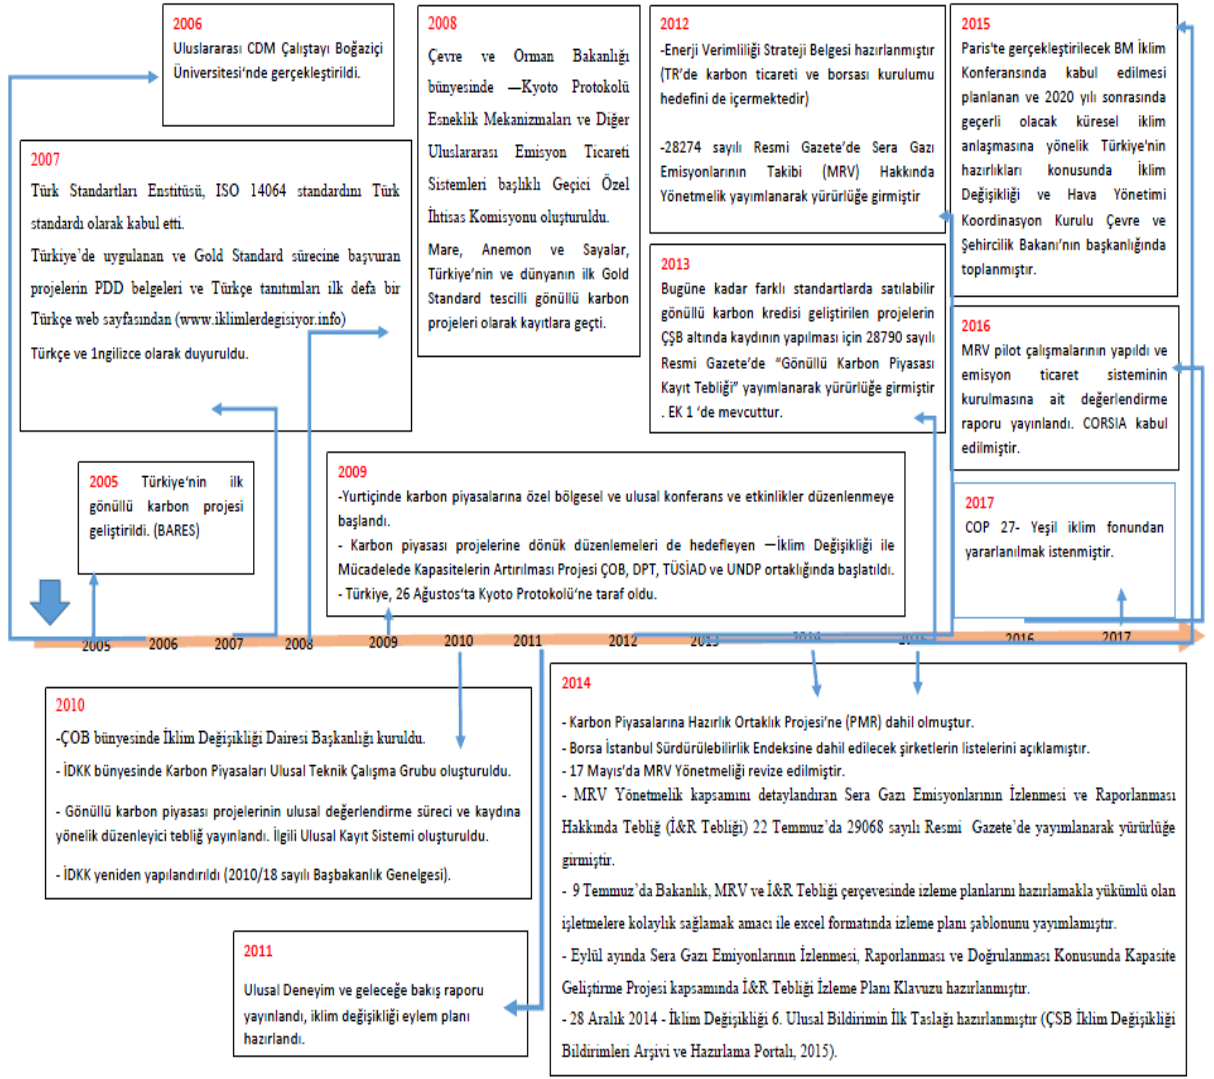 2006
Uluslararası CDM Çalıştayı Boğaziçi
Üniversitesi'nde gerçekleştirildi.
2007
Türk Standartları Enstitüsü, ISO 14064 standardını Türk
standardı olarak kabul etti.
Türkiye'de uygulanan ve Gold Standard sürecine başvuran
projelerin PDD belgeleri ve Türkçe tanıtımları ilk defa bir
Türkçe web sayfasından (www.iklimlerdegisiyor.info)
Türkçe ve 1ngilizce olarak duyuruldu.
2008
Çevre ve Orman Bakanlığı
bünyesinde —Kyoto Protokolü
Esneklik Mekanizmaları ve Diğer
Uluslararası Emisyon Ticareti
Sistemleri başlıklı Geçici Özel
İhtisas Komisyonu oluşturuldu.
Mare, Anemon ve Sayalar,
Türkiye'nin ve dünyanın ilk Gold
Standard tescilli gönüllü karbon
projeleri olarak kayıtlara geçti.
2012
-Enerji Verimliliği Strateji Belgesi hazırlanmıştır
(TR'de karbon ticareti ve borsası kurulumu
hedefini de içermektedir)
-28274 sayılı Resmi Gazete'de Sera Gazı
Emisyonlarının Takibi (MRV) Hakkında
Yönetmelik yayımlanarak yürürlüğe girmiştir
2013
Bugüne kadar farklı standartlarda satılabilir
gönüllü karbon kredisi geliştirilen projelerin
ÇŞB altında kaydının yapılması için 28790 sayılı
Resmi Gazete'de "Gönüllü Karbon Piyasası
Kayıt Tebliği" yayımlanarak yürürlüğe girmiştir
. EK 1 'de mevcuttur.
2015
Paris'te gerçekleştirilecek BM İklim
Konferansında kabul edilmesi
planlanan ve 2020 yılı sonrasında
geçerli olacak küresel iklim
anlaşmasına yönelik Türkiye'nin
hazırlıkları konusunda İklim
Değişikliği ve Hava Yönetimi
Koordinasyon Kurulu Çevre ve
Şehircilik Bakanı'nın başkanlığında
toplanmıştır.
2016
MRV pilot çalışmalarının yapıldı ve
emisyon ticaret sisteminin
kurulmasına ait değerlendirme
raporu yayınlandı. CORSIA kabul
edilmiştir.
2005 Türkiye'nin ilk
gönüllü karbon projesi
geliştirildi. (BARES)
2009
-Yurtiçinde karbon piyasalarına özel bölgesel ve ulusal konferans ve etkinlikler düzenlenmeye
başlandı.
- Karbon piyasası projelerine dönük düzenlemeleri de hedefleyen —İklim Değişikliği ile
Mücadelede Kapasitelerin Artırılması Projesi ÇOB, DPT, TÜSİAD ve UNDP ortaklığında başlatıldı.
- Türkiye, 26 Ağustos'ta Kyoto Protokolü'ne taraf oldu.
2017
COP 27- Yeşil iklim fonundan
yararlanılmak istenmiştir.
2005 2006 2007 2008 2009 2010 2011 2012 2013 2014 2015 2016 2017
2010
-ÇOB bünyesinde İklim Değişikliği Dairesi Başkanlığı kuruldu.
- İDKK bünyesinde Karbon Piyasaları Ulusal Teknik Çalışma Grubu oluşturuldu.
- Gönüllü karbon piyasası projelerinin ulusal değerlendirme süreci ve kaydına
yönelik düzenleyici tebliğ yayınlandı. İlgili Ulusal Kayıt Sistemi oluşturuldu.
- İDKK yeniden yapılandırıldı (2010/18 sayılı Başbakanlık Genelgesi).
2011
Ulusal Deneyim ve geleceğe bakış raporu
yayınlandı, iklim değişikliği eylem planı
hazırlandı.
2014
- Karbon Piyasalarına Hazırlık Ortaklık Projesi'ne (PMR) dahil olmuştur.
- Borsa İstanbul Sürdürülebilirlik Endeksine dahil edilecek şirketlerin listelerini açıklamıştır.
- 17 Mayıs'da MRV Yönetmeliği revize edilmiştir.
- MRV Yönetmelik kapsamını detaylandıran Sera Gazı Emisyonlarının İzlenmesi ve Raporlanması
Hakkında Tebliğ (İ&R Tebliği) 22 Temmuz'da 29068 sayılı Resmi Gazete'de yayımlanarak yürürlüğe
girmiştir.
- 9 Temmuz'da Bakanlık, MRV ve İ&R Tebliği çerçevesinde izleme planlarını hazırlamakla yükümlü olan
işletmelere kolaylık sağlamak amacı ile excel formatında izleme planı şablonunu yayımlamıştır.
- Eylül ayında Sera Gazı Emiyonlarının İzlenmesi, Raporlanması ve Doğrulanması Konusunda Kapasite
Geliştirme Projesi kapsamında İ&R Tebliği İzleme Planı Klavuzu hazırlanmıştır.
- 28 Aralık 2014 - İklim Değişikliği 6. Ulusal Bildirimin İlk Taslağı hazırlanmıştır (ÇSB İklim Değişikliği
Bildirimleri Arşivi ve Hazırlama Portalı, 2015).